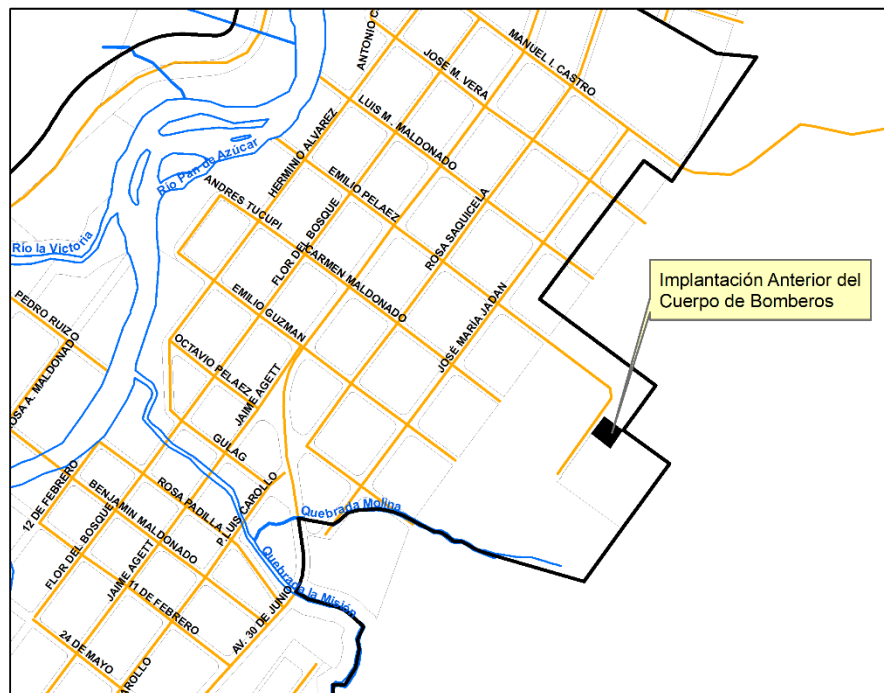 MANUEL I. CASTRO
ANTONIO C
JOSE M. VERA
LUIS M. MALDONADO
HERMINIO ALVAREZ
Río Pan de Azúcar
EMILIO PELAEZ
ANDRES TUCUPI
ROSA SAQUICELA
FLOR DEL BOSQUE
Río la Victoria
CARMEN MALDONADO
Implantación Anterior del
Cuerpo de Bomberos
EMILIO GUZMAN
PEDRO RUIZO
JOSÉ MARÍA JADAN
OCTAVIO PELAEZ
OSA A. MALDONADO
JAIME AGETT
GULAG
ROSA PADILLA
P.LUIS CAROLLO
Quebrada Molina
12 DE FEBRERO
BENJAMIN MALDONADO
FLOR DEL BOSQUE
JAIME AGETT
Quebrada la Misión
11 DE FEBRERO
AV. 30 DE JUNIO
24 DE MAYO
CAROLLO